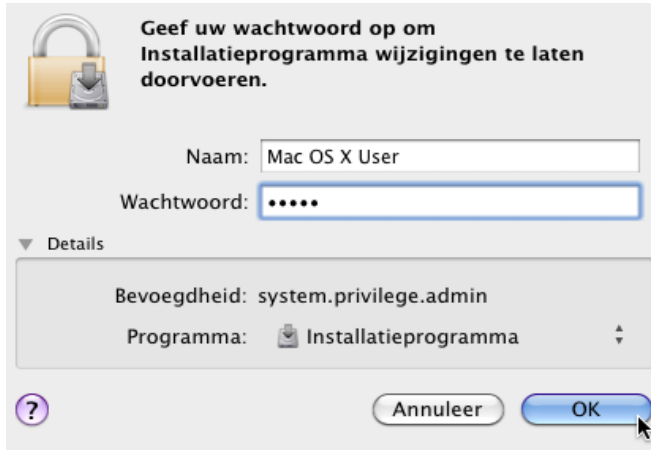 Geef uw wachtwoord op om
Installatieprogramma wijzigingen te laten
doorvoeren.
Naam: Mac OS X User
Wachtwoord: •••••
Details
Bevoegdheid: system.privilege.admin
Programma: Installatieprogramma
? Annuleer OK